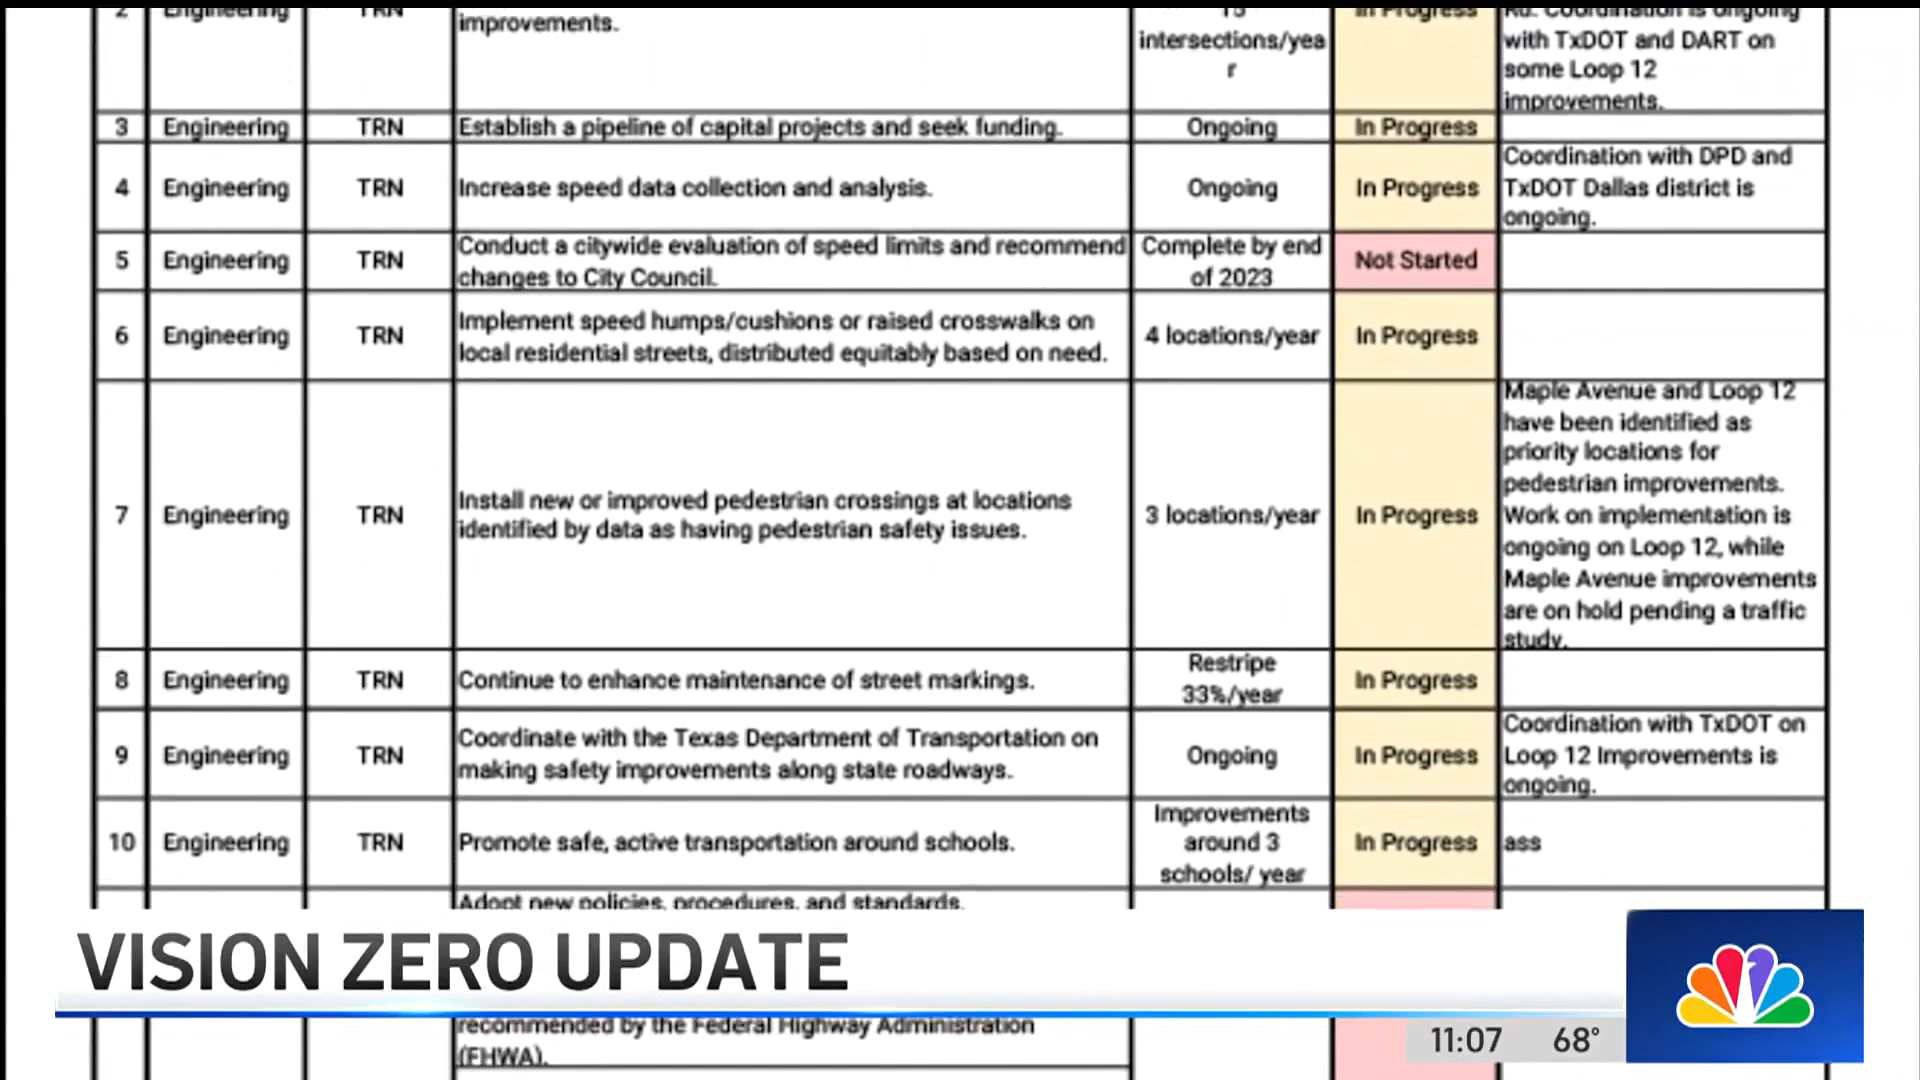 2 Engineering TRN improvements. 15 In Progress Rd. Coordination is ongoing
intersections/yea with TxDOT and DART on
r some Loop 12
improvements.
3 Engineering TRN Establish a pipeline of capital projects and seek funding. Ongoing In Progress
4 Engineering TRN Increase speed data collection and analysis. Ongoing In Progress
Coordination with DPD and
TxDOT Dallas district is
ongoing.
5 Engineering TRN
Conduct a citywide evaluation of speed limits and recommend
changes to City Council.
Complete by end
of 2023
Not Started
6 Engineering TRN
Implement speed humps/cushions or raised crosswalks on
local residential streets, distributed equitably based on need.
4 locations/year In Progress
7 Engineering TRN
Install new or improved pedestrian crossings at locations
identified by data as having pedestrian safety issues.
3 locations/year In Progress
Maple Avenue and Loop 12
have been identified as
priority locations for
pedestrian improvements.
Work on implementation is
ongoing on Loop 12, while
Maple Avenue improvements
are on hold pending a traffic
study.
8 Engineering TRN Continue to enhance maintenance of street markings.
Restripe
33%/year
In Progress
9 Engineering TRN
Coordinate with the Texas Department of Transportation on
making safety improvements along state roadways.
Ongoing In Progress
Coordination with TxDOT on
Loop 12 Improvements is
ongoing.
10 Engineering TRN Promote safe, active transportation around schools.
Improvements
around 3
schools/ year
In Progress ass
Adopt new policies, procedures, and standards,
VISION ZERO UPDATE
recommended by the Federal Highway Administration
(FHWA).
11:07 68°